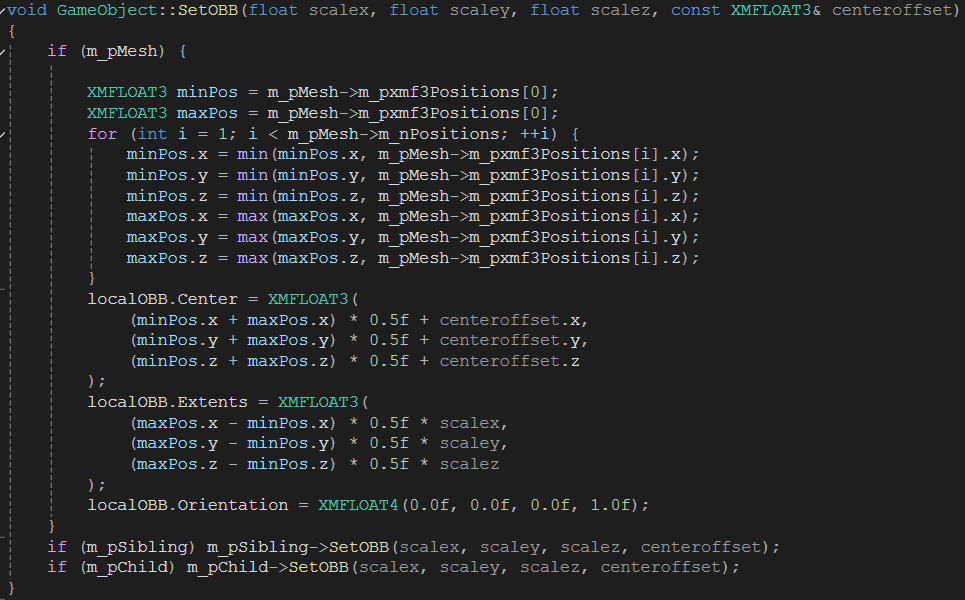 void GameObject::SetOBB(float scalex, float scaley, float scalez, const XMFLOAT3& centeroffset)
{
    if (m_pMesh) {

        XMFLOAT3 minPos = m_pMesh->m_pxmf3Positions[0];
        XMFLOAT3 maxPos = m_pMesh->m_pxmf3Positions[0];
        for (int i = 1; i < m_pMesh->m_nPositions; ++i) {
            minPos.x = min(minPos.x, m_pMesh->m_pxmf3Positions[i].x);
            minPos.y = min(minPos.y, m_pMesh->m_pxmf3Positions[i].y);
            minPos.z = min(minPos.z, m_pMesh->m_pxmf3Positions[i].z);
            maxPos.x = max(maxPos.x, m_pMesh->m_pxmf3Positions[i].x);
            maxPos.y = max(maxPos.y, m_pMesh->m_pxmf3Positions[i].y);
            maxPos.z = max(maxPos.z, m_pMesh->m_pxmf3Positions[i].z);
        }
        localOBB.Center = XMFLOAT3(
            (minPos.x + maxPos.x) * 0.5f + centeroffset.x,
            (minPos.y + maxPos.y) * 0.5f + centeroffset.y,
            (minPos.z + maxPos.z) * 0.5f + centeroffset.z
        );
        localOBB.Extents = XMFLOAT3(
            (maxPos.x - minPos.x) * 0.5f * scalex,
            (maxPos.y - minPos.y) * 0.5f * scaley,
            (maxPos.z - minPos.z) * 0.5f * scalez
        );
        localOBB.Orientation = XMFLOAT4(0.0f, 0.0f, 0.0f, 1.0f);
    }
    if (m_pSibling) m_pSibling->SetOBB(scalex, scaley, scalez, centeroffset);
    if (m_pChild) m_pChild->SetOBB(scalex, scaley, scalez, centeroffset);
}